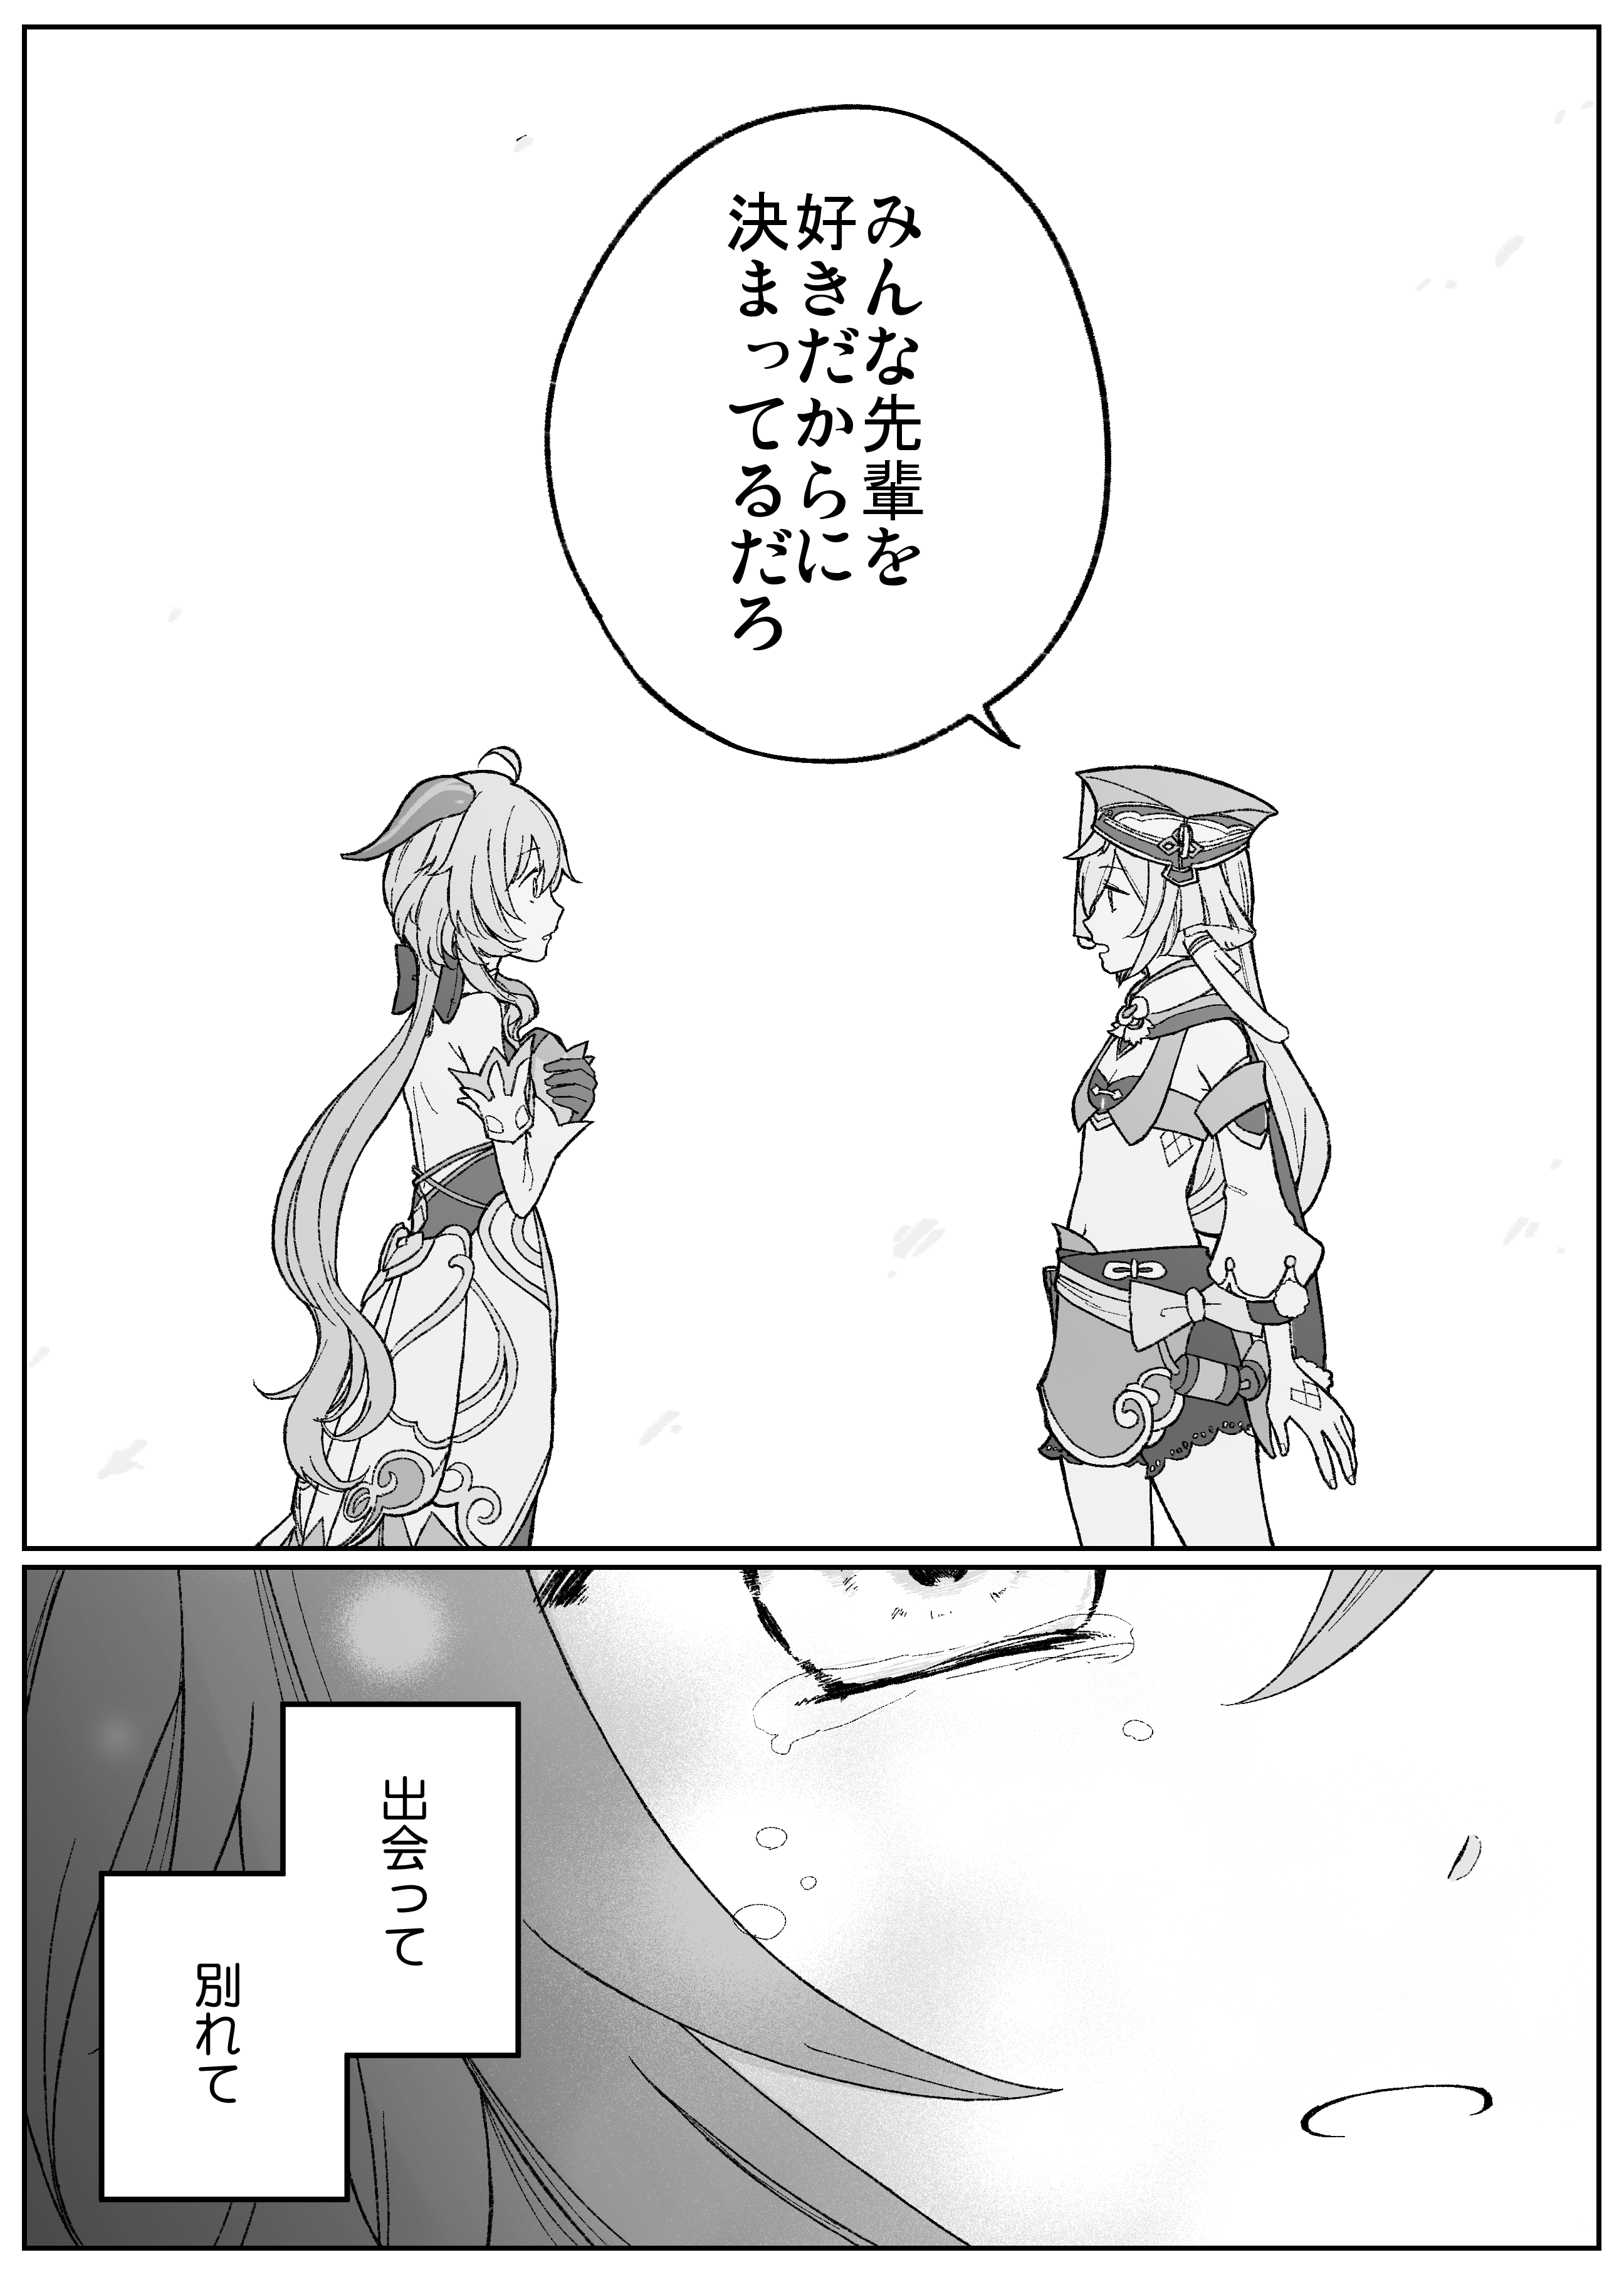 みんな先輩を
好きだからに
決まってるだろ
出会って
別れて